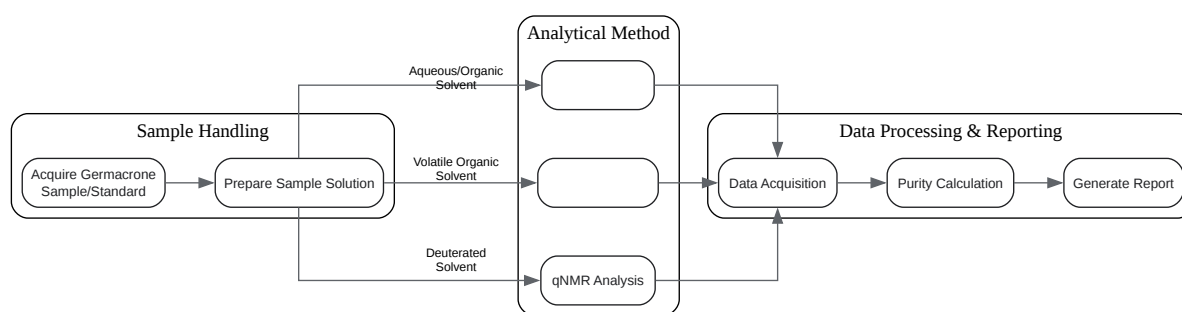 Analytical Method
Aqueous/Organic
Solvent
Sample Handling
Data Processing & Reporting
Acquire Germacrone
Sample/Standard
Prepare Sample Solution
Volatile Organic
Solvent
Data Acquisition
Purity Calculation
Generate Report
Deuterated
Solvent
qNMR Analysis